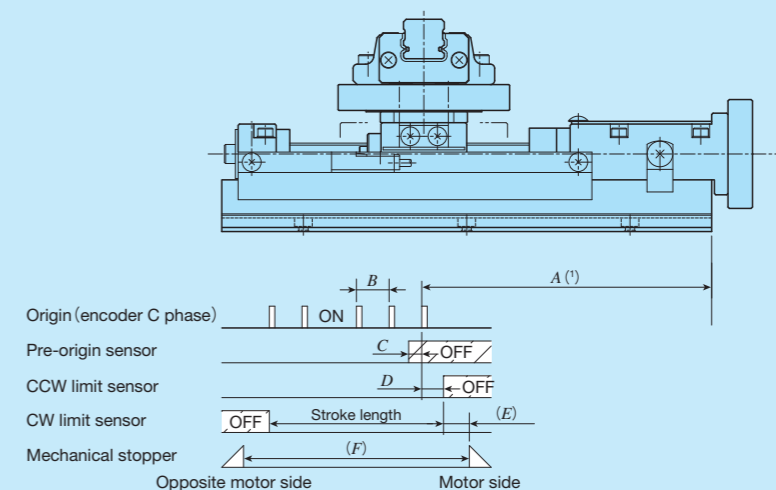 A (¹)
B
Origin (encoder C phase) ON
Pre-origin sensor C OFF
CCW limit sensor D OFF
CW limit sensor OFF Stroke length (E)
Mechanical stopper (F)
Opposite motor side Motor side